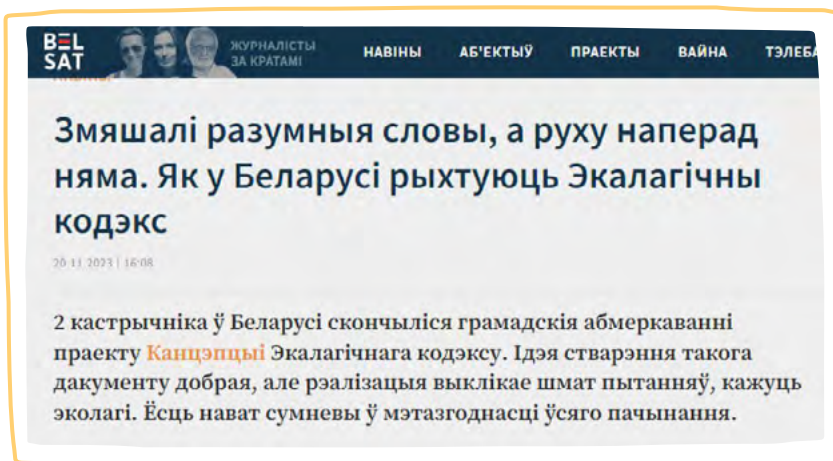 BEL SAT
ЖУРНАЛІСТЫ
ЗА КРАТАМІ
НАВІНЫ АБ'ЕКТЫЎ ПРАЕКТЫ ВАЙНА ТЭЛЕБА
Змяшалі разумныя словы, а руху наперад
няма. Як у Беларусі рыхтуюць Экалагічны
кодэкс
20.11.2023 | 16:08
2 кастрычніка ў Беларусі скончыліся грамадскія абмеркаванні
праекту Канцэпцыі Экалагічнага кодэксу. Ідэя стварэння такога
дакументу добрая, але рэалізацыя выклікае шмат пытанняў, кажуць
эколагі. Ёсць нават сумневы ў мэтазгоднасці ўсяго пачынання.